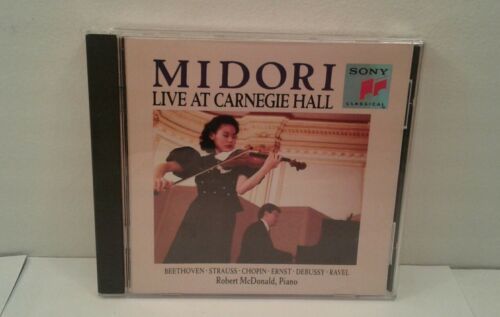 MIDORI
LIVE AT CARNEGIE HALL
SONY
CLASSICAL
BEETHOVEN · STRAUSS · CHOPIN · ERNST · DEBUSSY · RAVEL
Robert McDonald, Piano